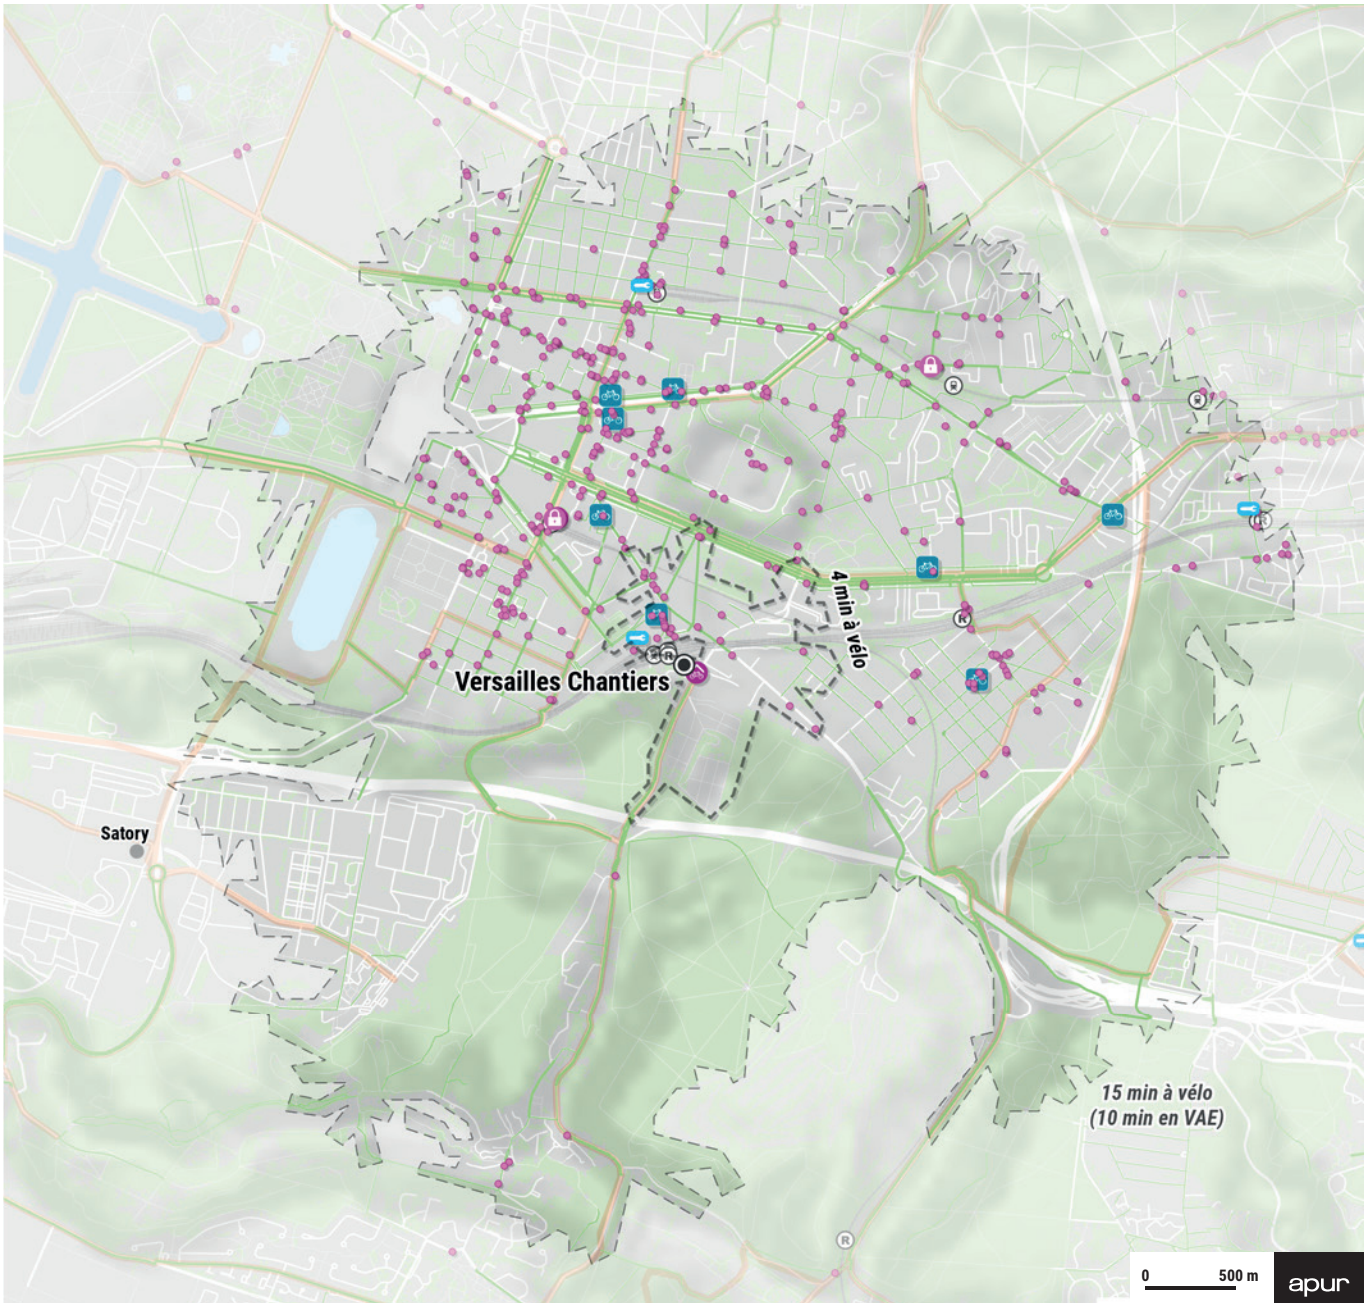 4 min à vélo
Versailles Chantiers
R
R
Satory
15 min à vélo
(10 min en VAE)
R
0 500 m
apur